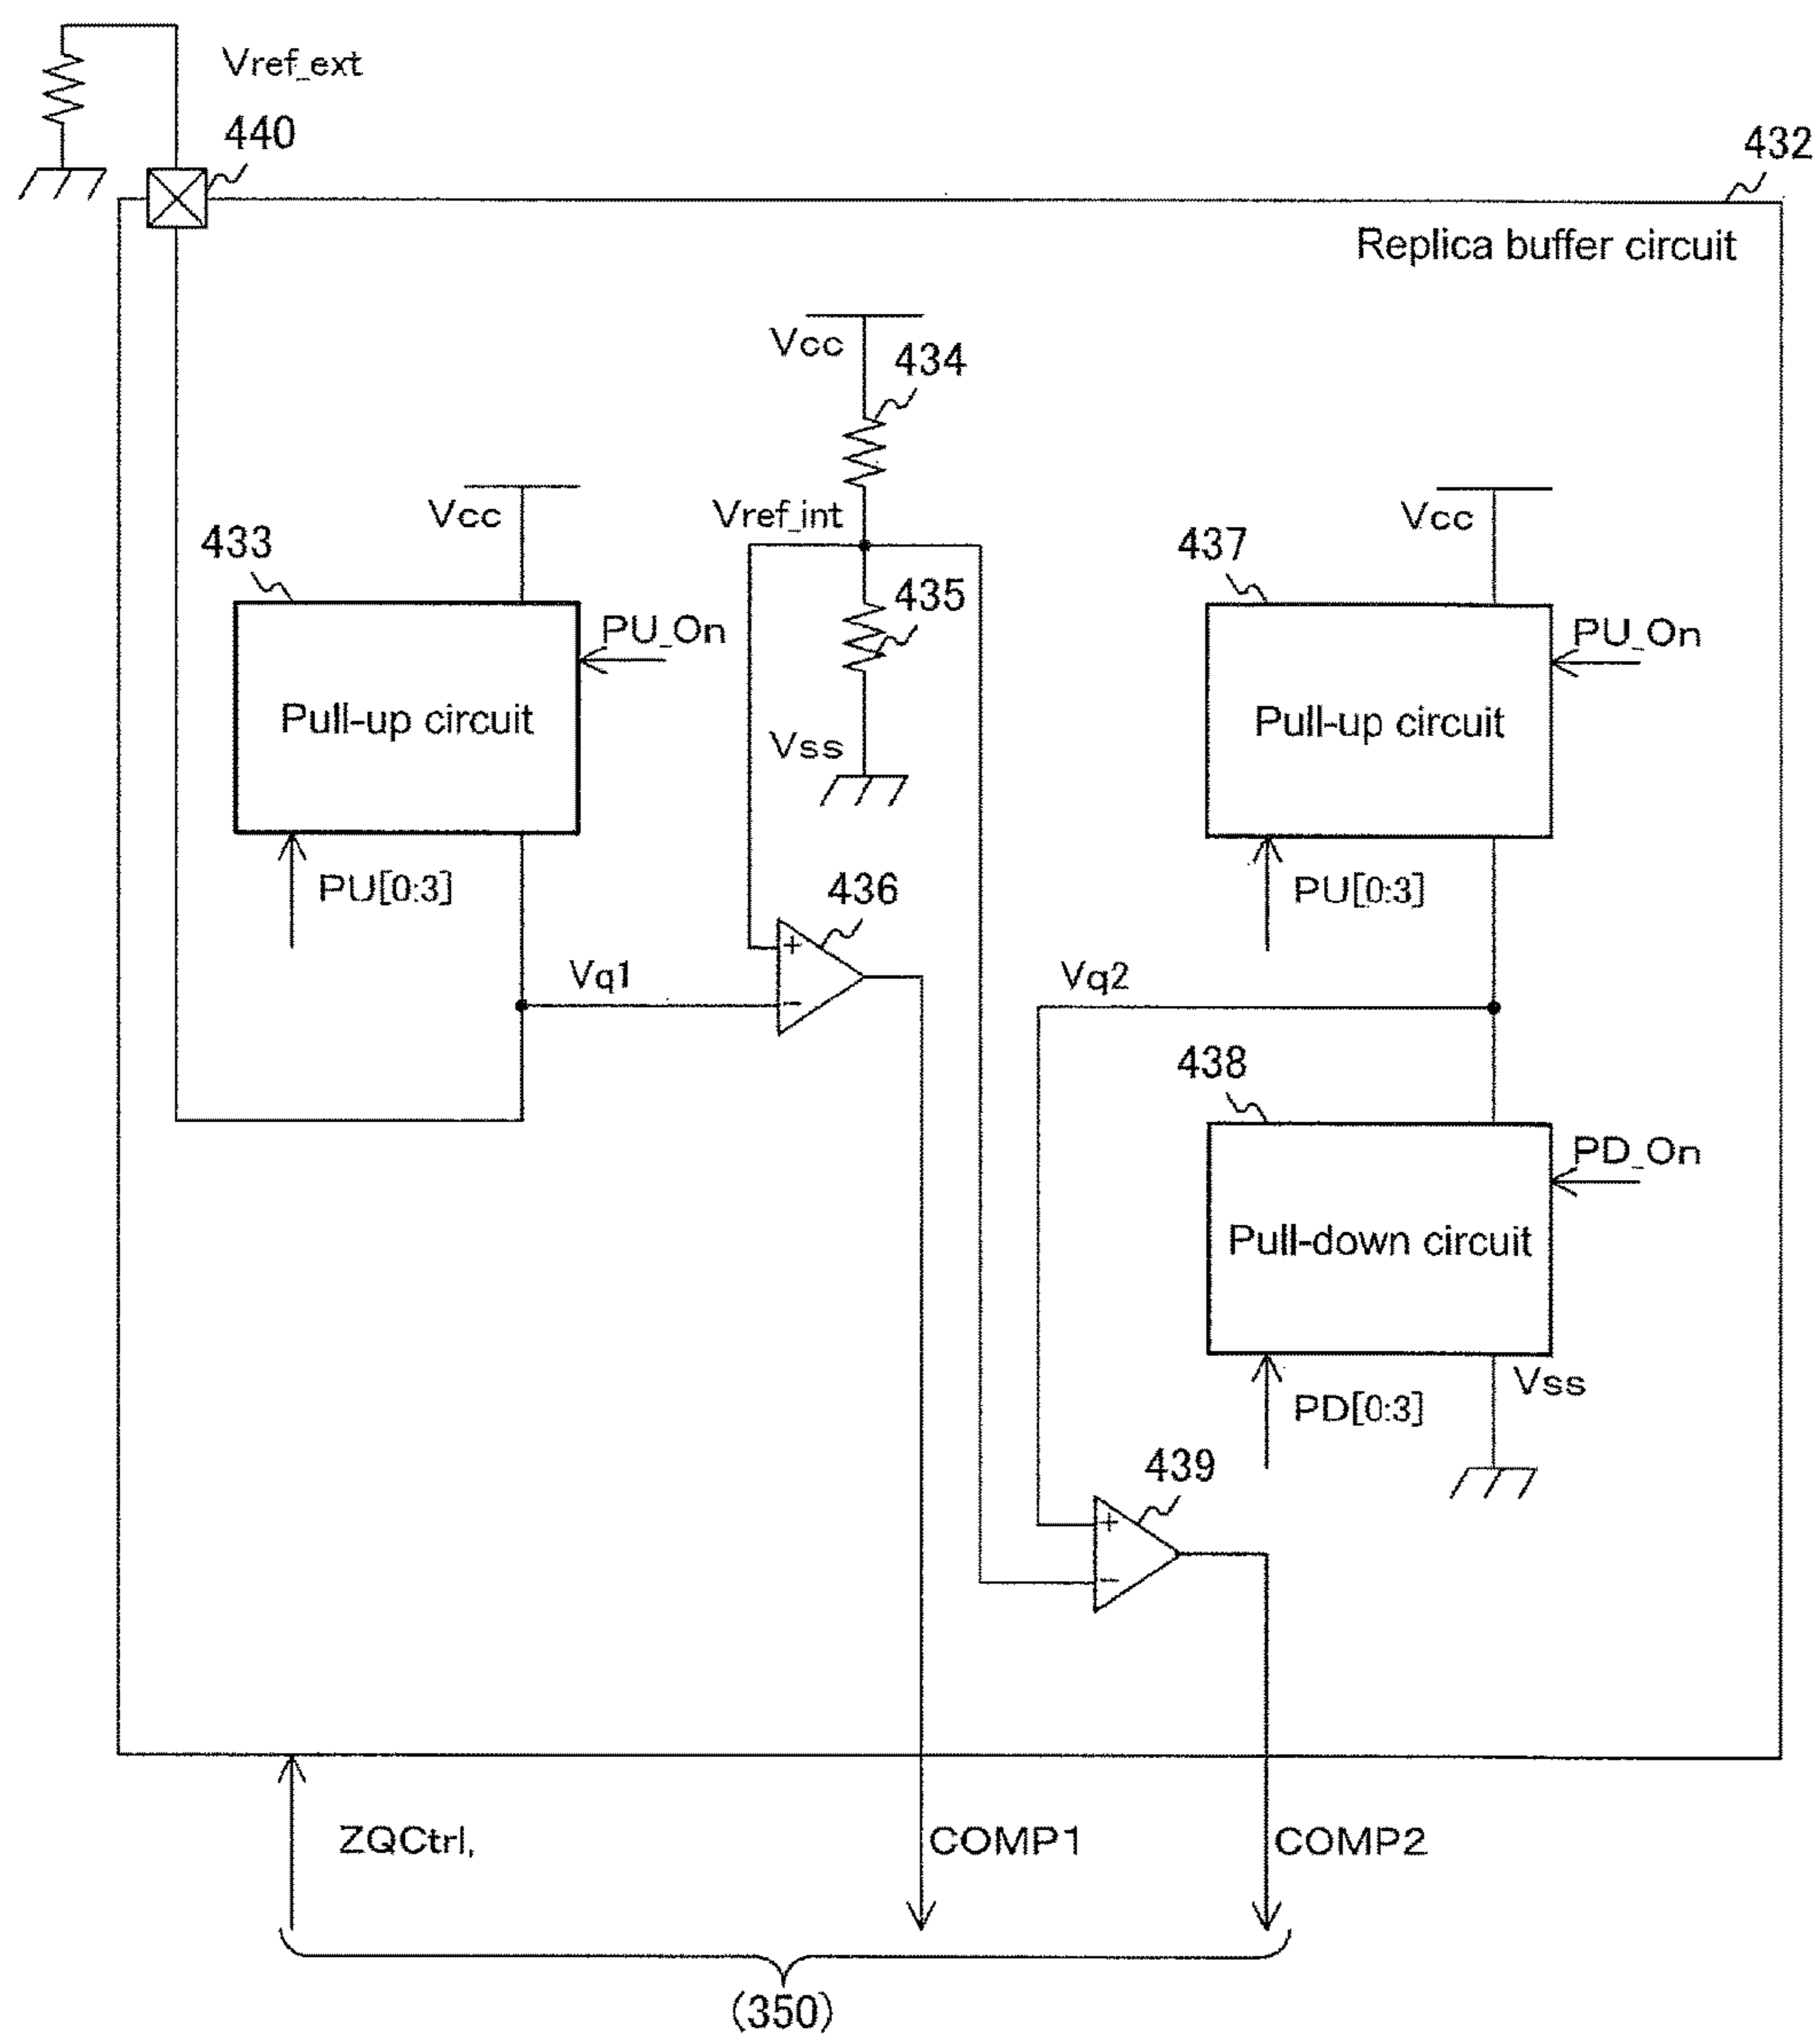 Vref_ext
440
432
Replica buffer circuit
Vcc
434
Vref_int
Vcc
433
PU_On
Pull-up circuit
PU[0:3]
435
Vss
436
+
−
Vq1
Vcc
437
PU_On
Pull-up circuit
PU[0:3]
Vq2
438
PD_On
Pull-down circuit
PD[0:3]
Vss
439
+
−
ZQCtrl,
COMP1
COMP2
(350)